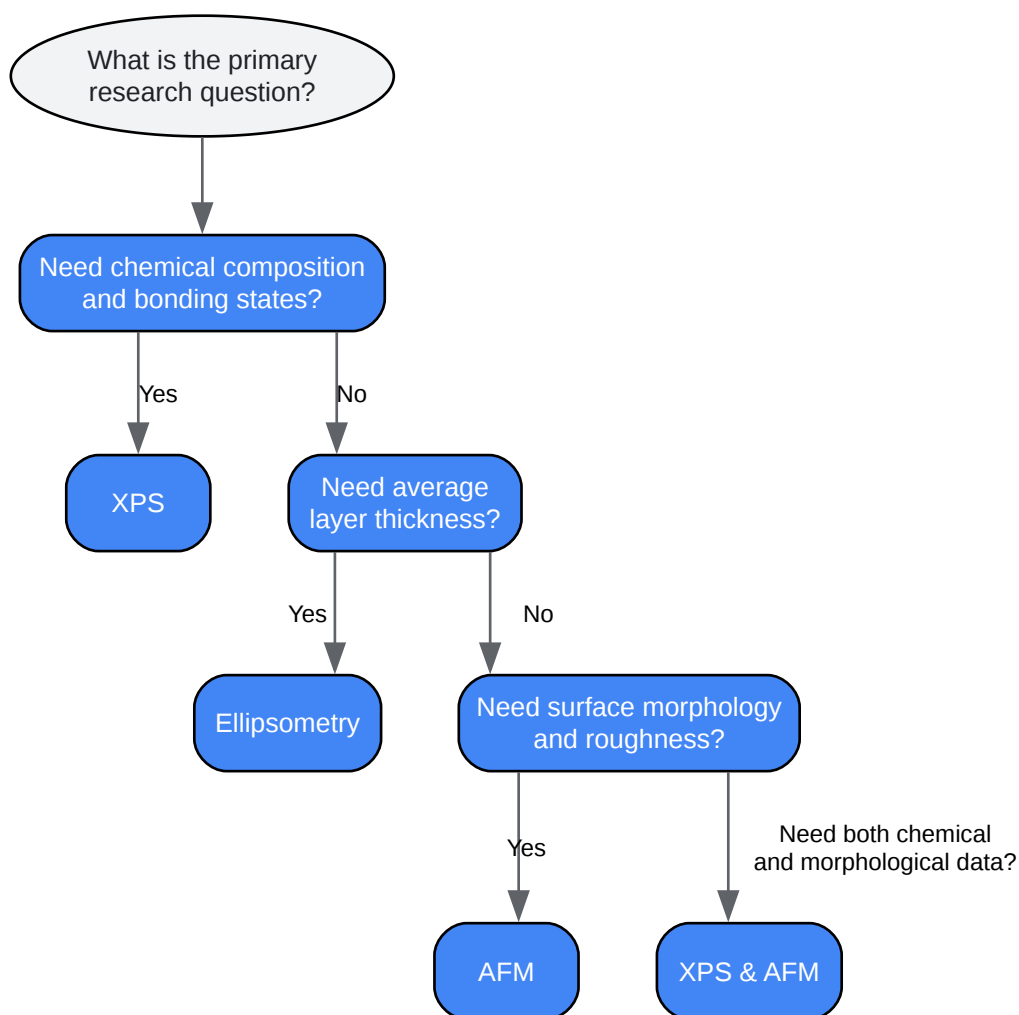 What is the primary
research question?
Need chemical composition
and bonding states?
Yes
No
XPS
Need average
layer thickness?
Yes
No
Ellipsometry
Need surface morphology
and roughness?
Yes
Need both chemical
and morphological data?
AFM
XPS & AFM